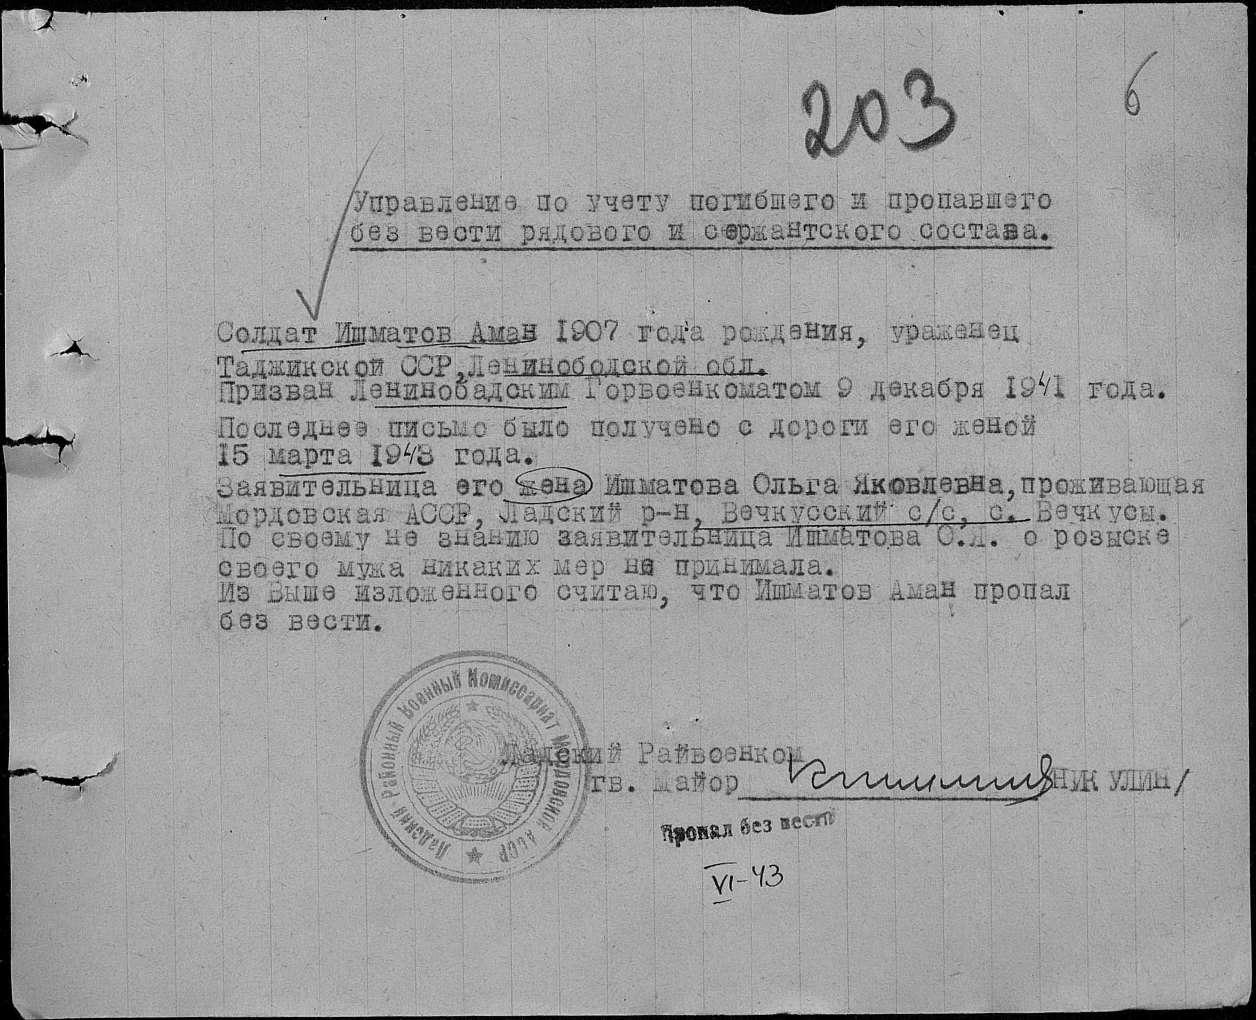 203
6
Управление по учету погибшего и пропавшего
без вести рядового и сержантского состава.
Солдат Ишматов Аман 1907 года рождения, ураженец
Таджикской ССР, Ленинободской обл.
Призван Ленинобадским Горвоенкоматом 9 декабря 1941 года.
Последнее письмо было получено с дороги его женой
15 марта 1943 года.
Заявительница его жена Ишматова Ольга Яковлевна, проживающая
Мордовская АССР, Ладский р-н, Вечкусский с/с, с. Вечкусы.
По своему не знанию заявительница Ишматова О.Я. о розыске
своего мужа никаких мер не принимала.
Из Выше изложенного считаю, что Ишматов Аман пропал
без вести.
Ладский Районный Военный Комиссариат Мордовской АССР
Ладский Райвоенком
гв. Майор НИКУЛИН/
Пропал без вести
VI-43